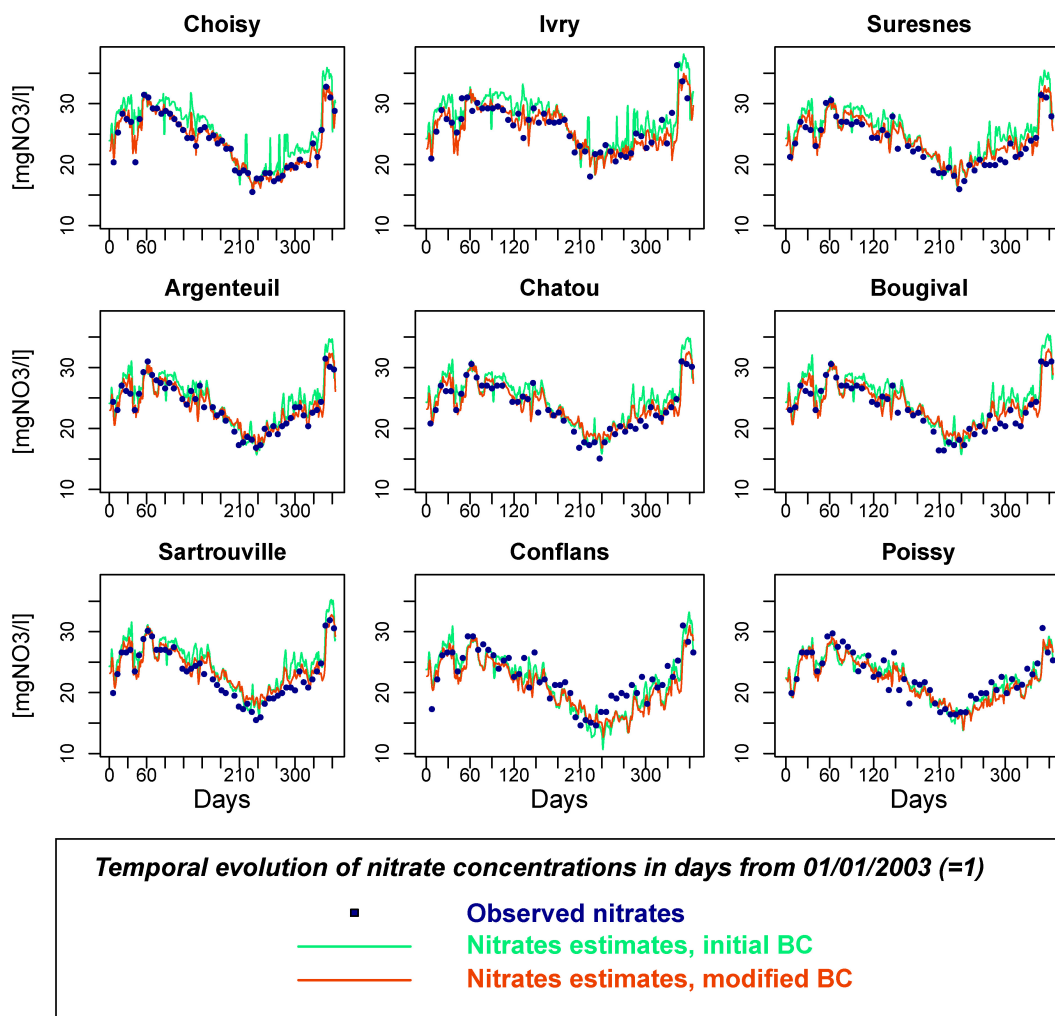 Choisy Ivry Suresnes
[mgNO3/l]
10 20 30
0 60 210 300
0 60 120 210 300
0 60 120 210 300
Argenteuil Chatou Bougival
[mgNO3/l]
10 20 30
0 60 210 300
0 60 120 210 300
0 60 120 210 300
Sartrouville Conflans Poissy
[mgNO3/l]
10 20 30
0 60 210 300
0 60 120 210 300
0 60 120 210 300
Days Days Days
Temporal evolution of nitrate concentrations in days from 01/01/2003 (=1)
Observed nitrates
Nitrates estimates, initial BC
Nitrates estimates, modified BC